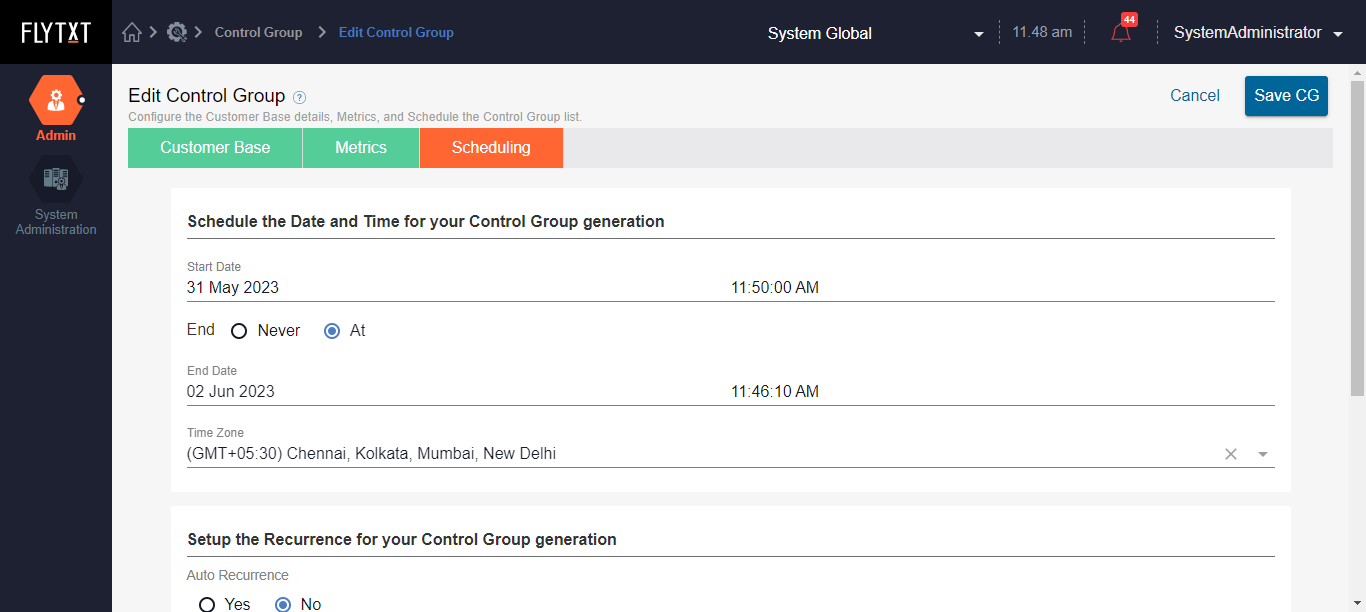 FLYTXT
Control Group
Edit Control Group
System Global
11.48 am
44
SystemAdministrator
Admin
System
Administration
Edit Control Group ?
Configure the Customer Base details, Metrics, and Schedule the Control Group list.
Cancel
Save CG
Customer Base
Metrics
Scheduling
Schedule the Date and Time for your Control Group generation
Start Date
31 May 2023 11:50:00 AM
End Never At
End Date
02 Jun 2023 11:46:10 AM
Time Zone
(GMT+05:30) Chennai, Kolkata, Mumbai, New Delhi
Setup the Recurrence for your Control Group generation
Auto Recurrence
Yes No